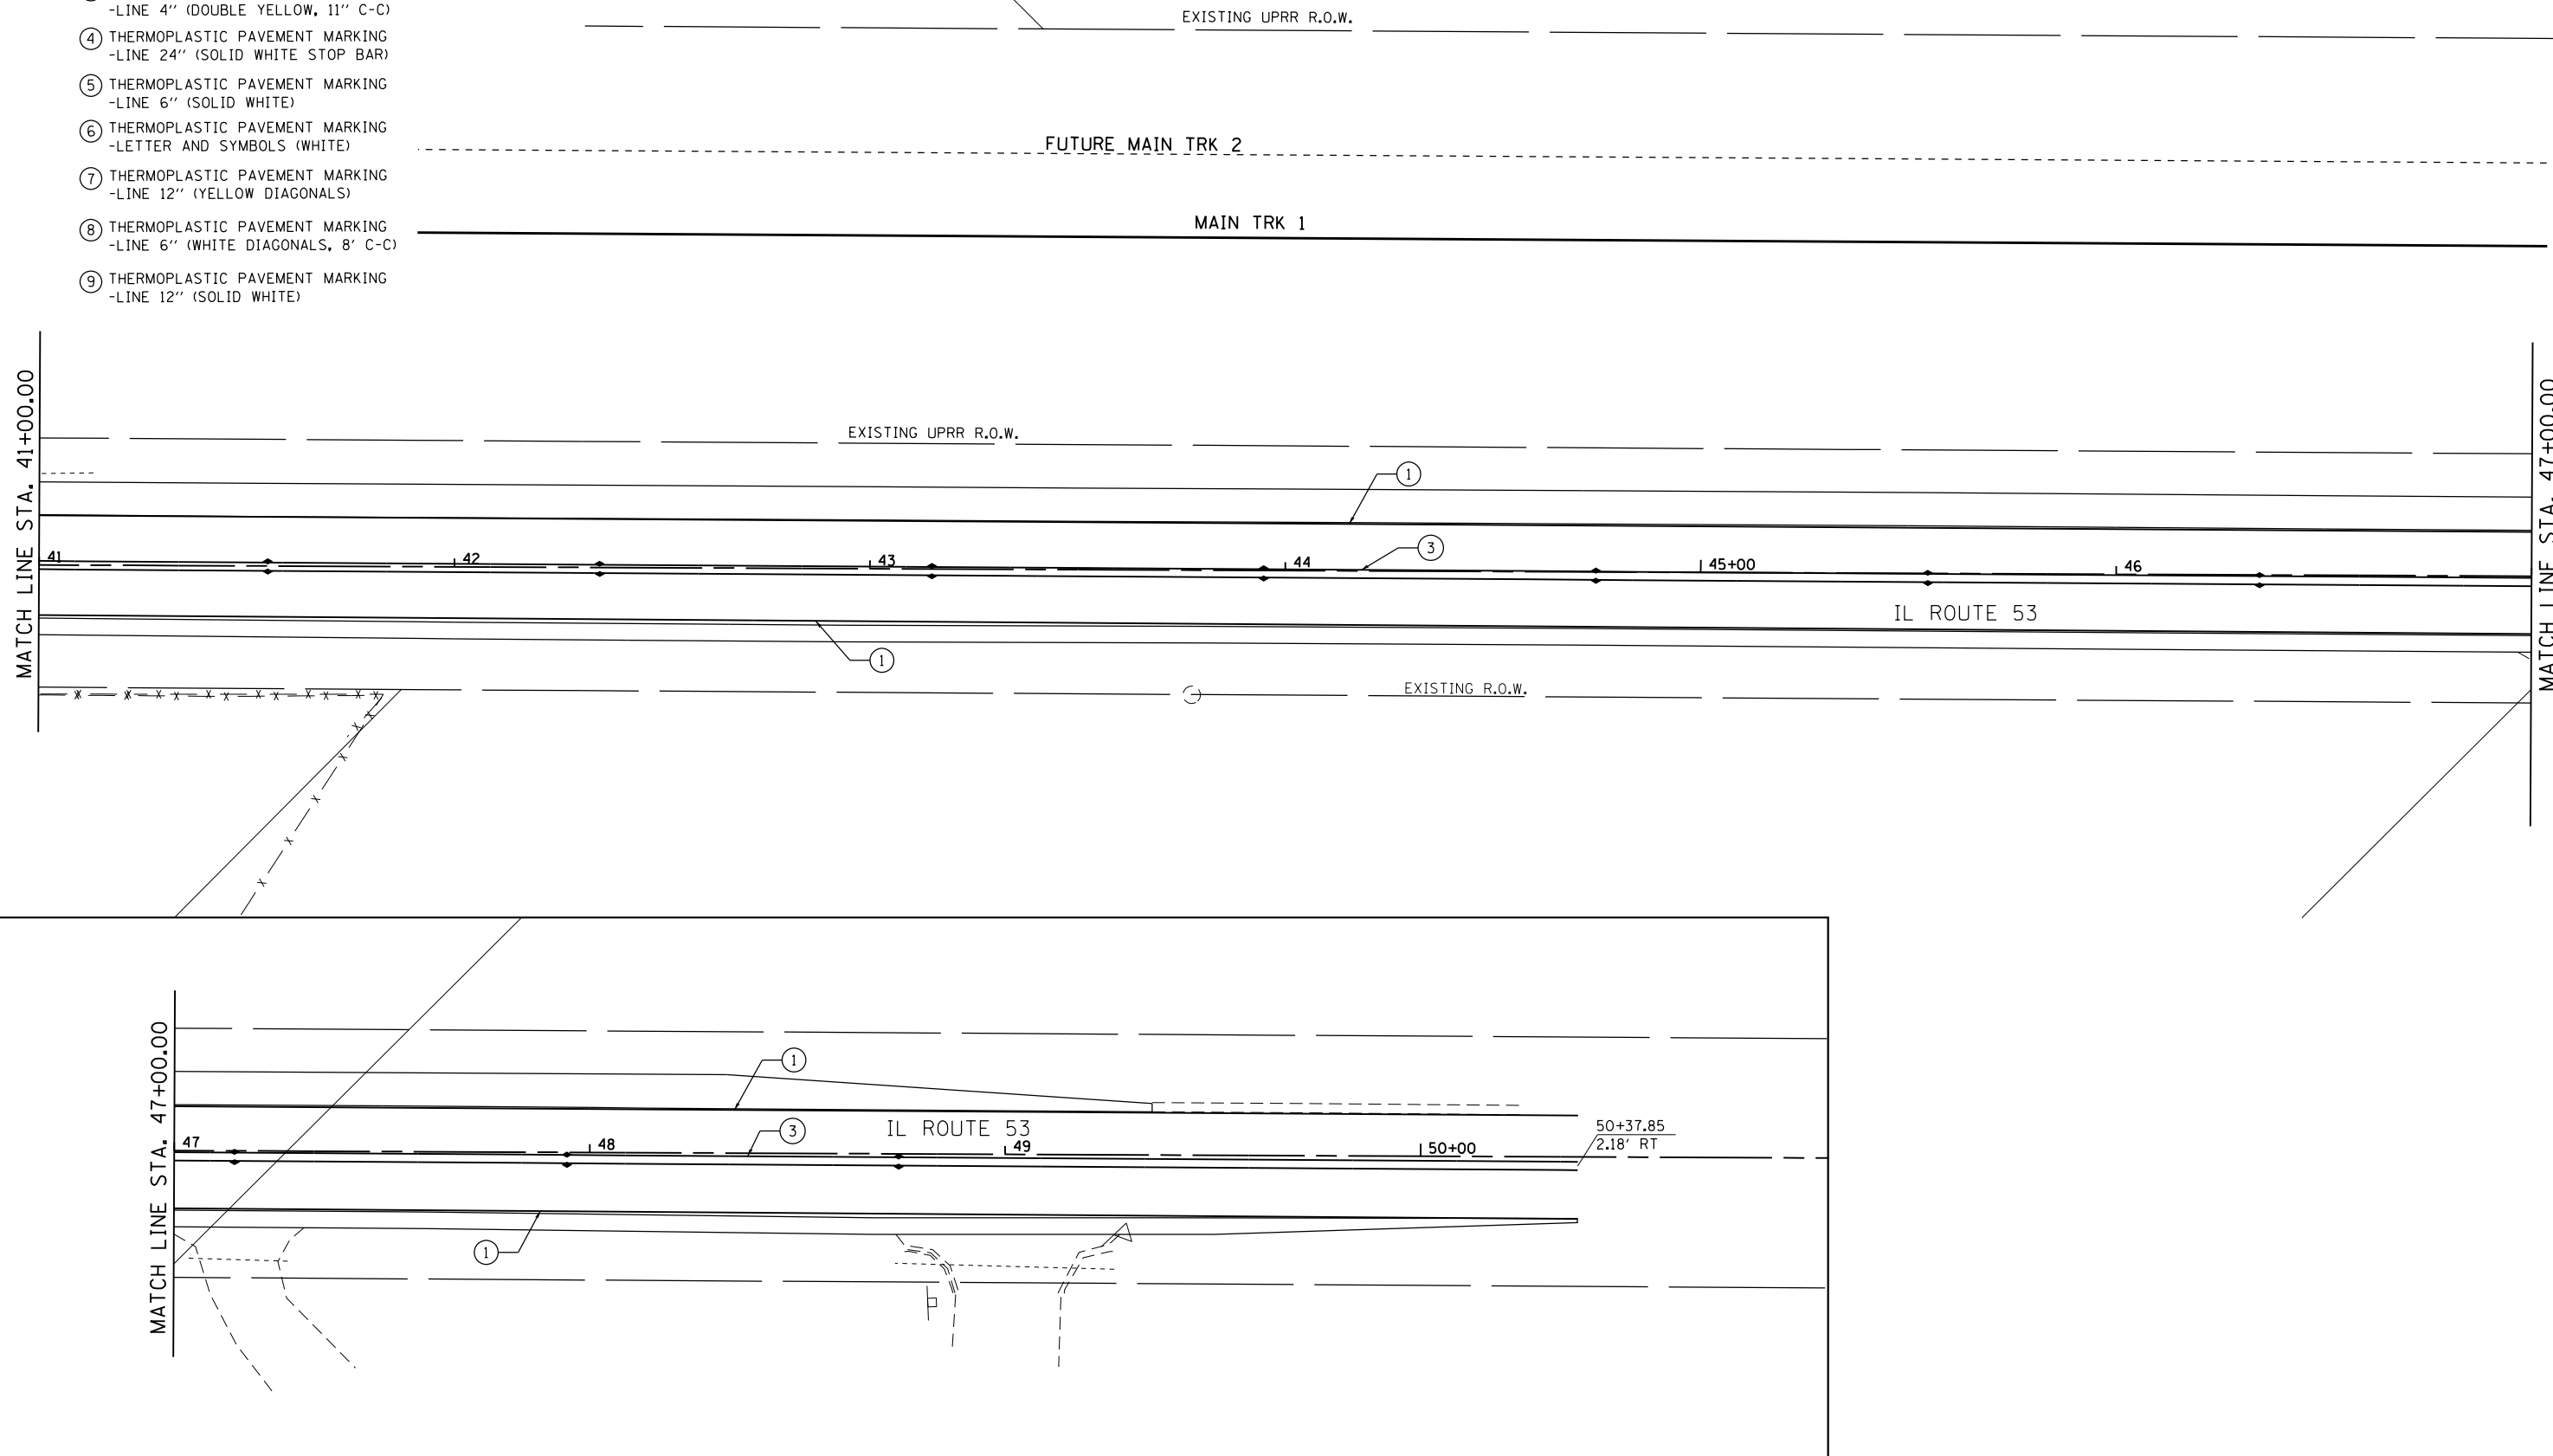 -LINE 4" (DOUBLE YELLOW, 11" C-C)
4 THERMOPLASTIC PAVEMENT MARKING
-LINE 24" (SOLID WHITE STOP BAR)
5 THERMOPLASTIC PAVEMENT MARKING
-LINE 6" (SOLID WHITE)
6 THERMOPLASTIC PAVEMENT MARKING
-LETTER AND SYMBOLS (WHITE)
7 THERMOPLASTIC PAVEMENT MARKING
-LINE 12" (YELLOW DIAGONALS)
8 THERMOPLASTIC PAVEMENT MARKING
-LINE 6" (WHITE DIAGONALS, 8' C-C)
9 THERMOPLASTIC PAVEMENT MARKING
-LINE 12" (SOLID WHITE)
EXISTING UPRR R.O.W.
FUTURE MAIN TRK 2
MAIN TRK 1
MATCH LINE STA. 41+00.00
EXISTING UPRR R.O.W.
1
3
41
42
43
44
45+00
46
IL ROUTE 53
1
EXISTING R.O.W.
MATCH LINE STA. 47+00.00
MATCH LINE STA. 47+00.00
1
3
IL ROUTE 53
47
48
49
50+00
50+37.85
2.18' RT
1